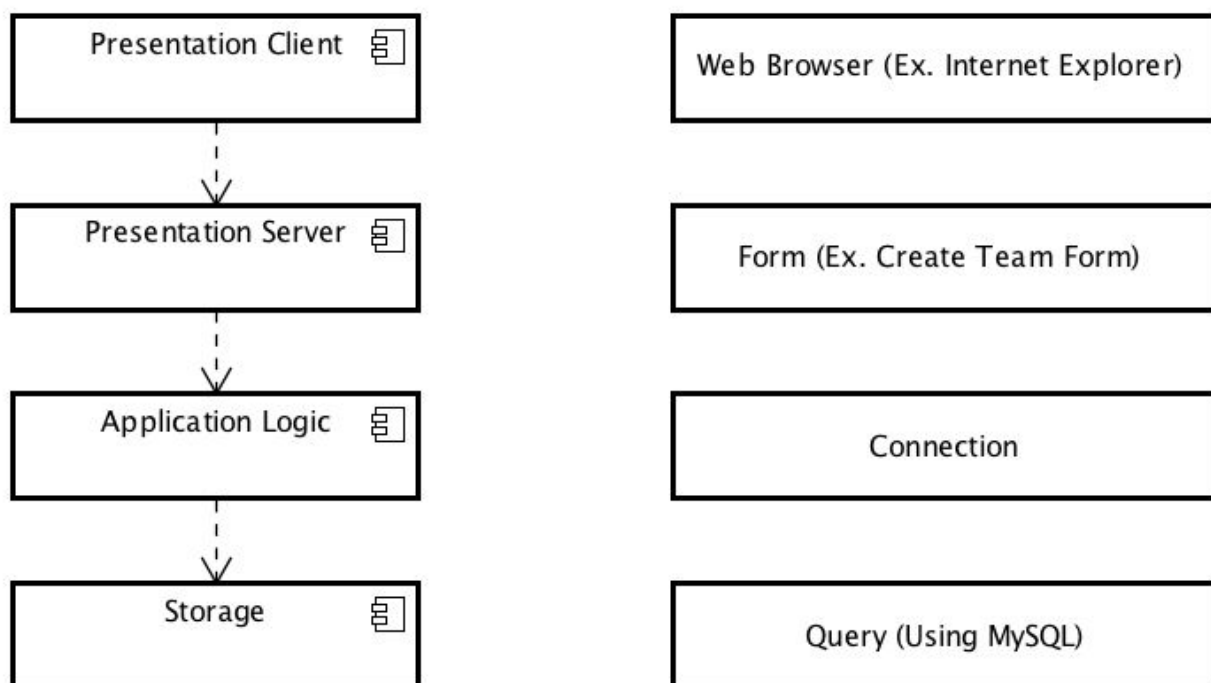 Presentation Client
Web Browser (Ex. Internet Explorer)
Presentation Server
Form (Ex. Create Team Form)
Application Logic
Connection
Storage
Query (Using MySQL)